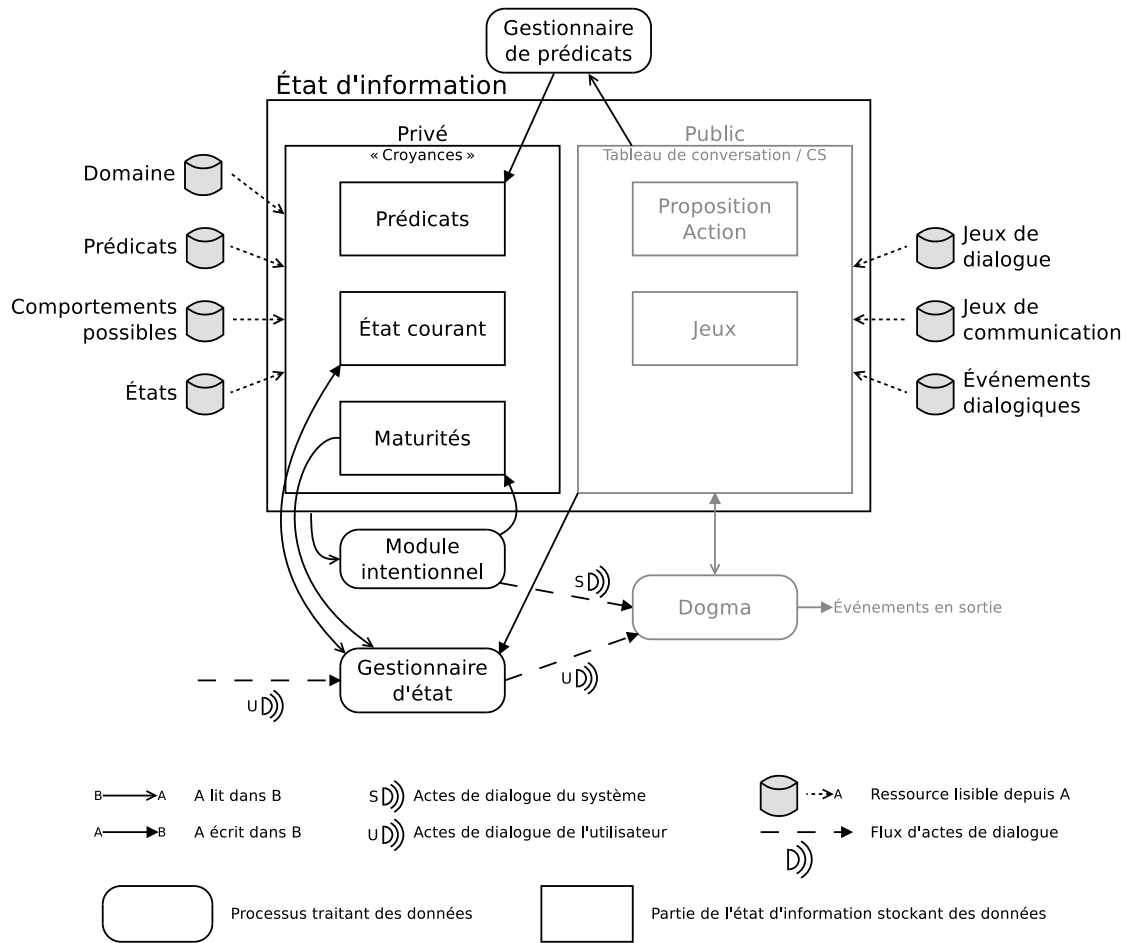 Gestionnaire
de prédicats
État d'information
Privé
« Croyances »
Public
Tableau de conversation / CS
Domaine
Prédicats
Comportements
possibles
États
Prédicats
État courant
Maturités
Proposition
Action
Jeux
Jeux de
dialogue
Jeux de
communication
Événements
dialogiques
Module
intentionnel
S
Dogma
Événements en sortie
Gestionnaire
d'état
U
U
B A A lit dans B
A B A écrit dans B
S Actes de dialogue du système
U Actes de dialogue de l'utilisateur
A Ressource lisible depuis A
Flux d'actes de dialogue
Processus traitant des données
Partie de l'état d'information stockant des données